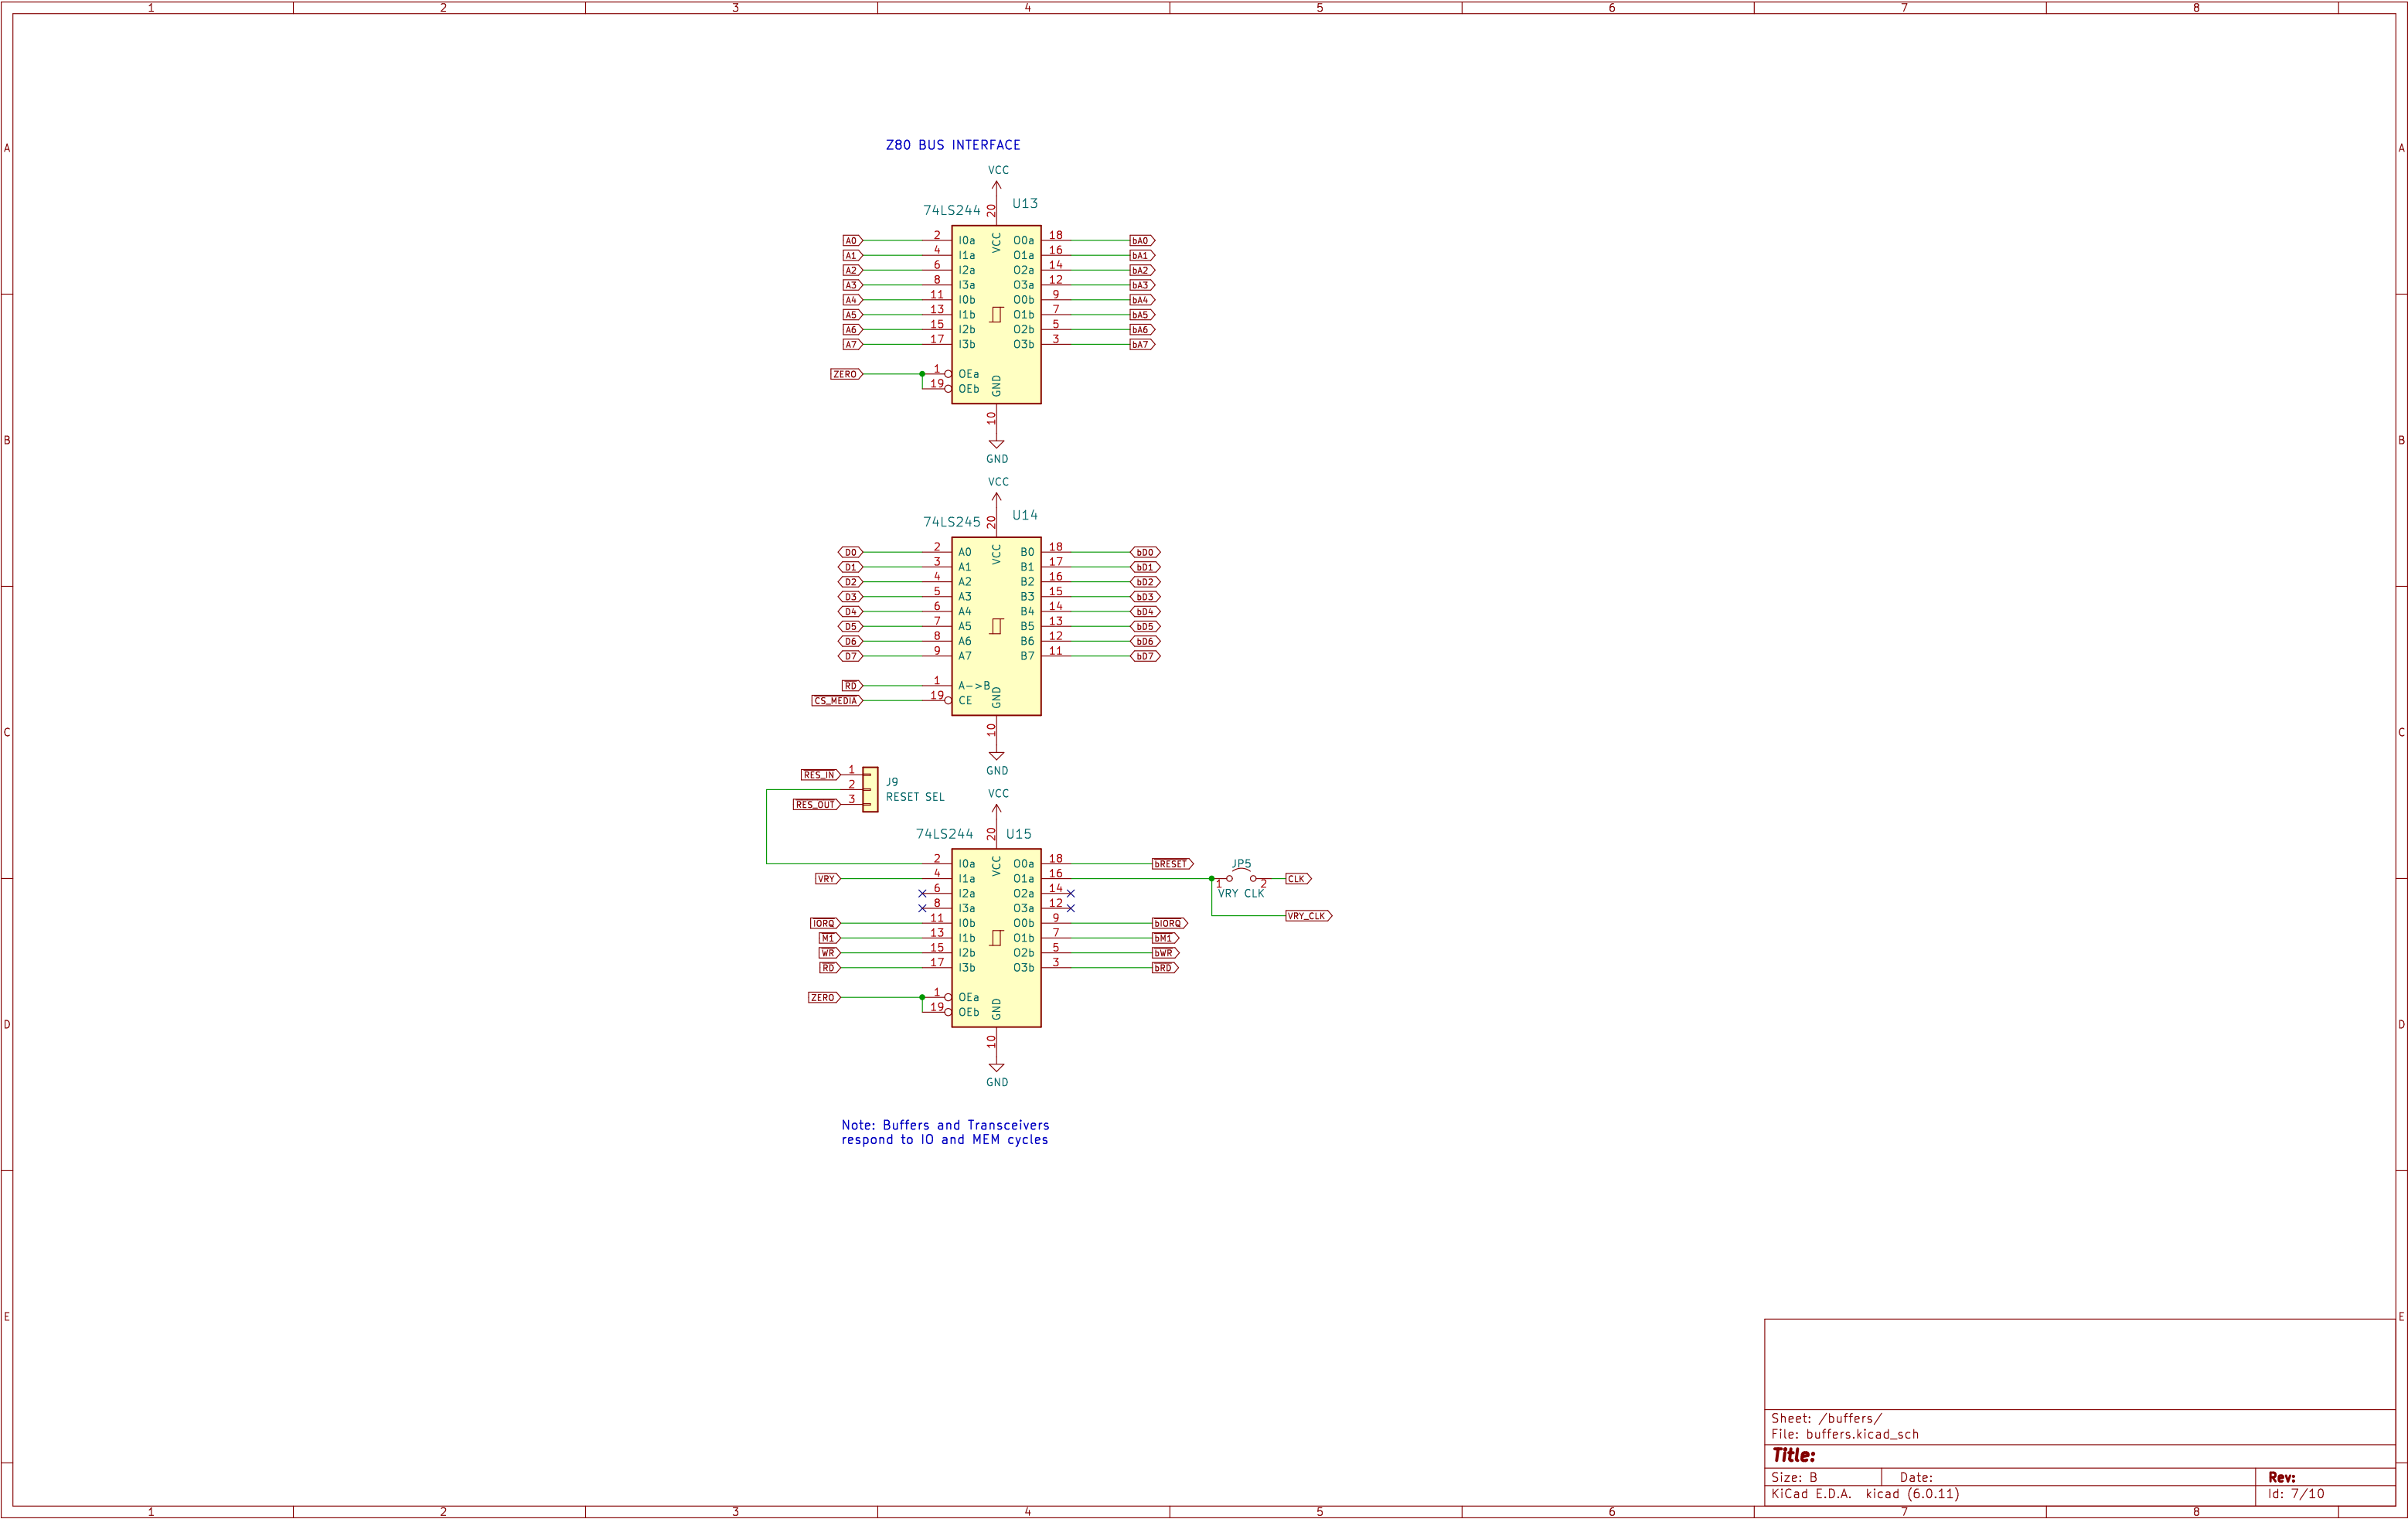 1 2 3 4 5 6 7 8
A A
B B
C C
D D
E E
Z80 BUS INTERFACE
VCC
74LS244 U13
20
VCC
A0 2 I0a O0a 18 bA0
A1 4 I1a O1a 16 bA1
A2 6 I2a O2a 14 bA2
A3 8 I3a O3a 12 bA3
A4 11 I0b O0b 9 bA4
A5 13 I1b O1b 7 bA5
A6 15 I2b O2b 5 bA6
A7 17 I3b O3b 3 bA7
ZERO 1 OEa
19 OEb
GND
10
GND
VCC
74LS245 U14
20
VCC
D0 2 A0 B0 18 bD0
D1 3 A1 B1 17 bD1
D2 4 A2 B2 16 bD2
D3 5 A3 B3 15 bD3
D4 6 A4 B4 14 bD4
D5 7 A5 B5 13 bD5
D6 8 A6 B6 12 bD6
D7 9 A7 B7 11 bD7
RD 1 A->B
CS_MEDIA 19 CE
GND
10
GND
RES_IN 1
2
RES_OUT 3
J9
RESET SEL
VCC
74LS244 U15
20
VCC
2 I0a O0a 18 bRESET
VRY 4 I1a O1a 16
6 I2a O2a 14
8 I3a O3a 12
IORQ 11 I0b O0b 9 bIORQ
M1 13 I1b O1b 7 bM1
WR 15 I2b O2b 5 bWR
RD 17 I3b O3b 3 bRD
ZERO 1 OEa
19 OEb
GND
10
GND
JP5
1 2 CLK
VRY CLK
VRY_CLK
Note: Buffers and Transceivers
respond to IO and MEM cycles
Sheet: /buffers/
File: buffers.kicad_sch
Title:
Size: B Date: Rev:
KiCad E.D.A. kicad (6.0.11) Id: 7/10
1 2 3 4 5 6 7 8